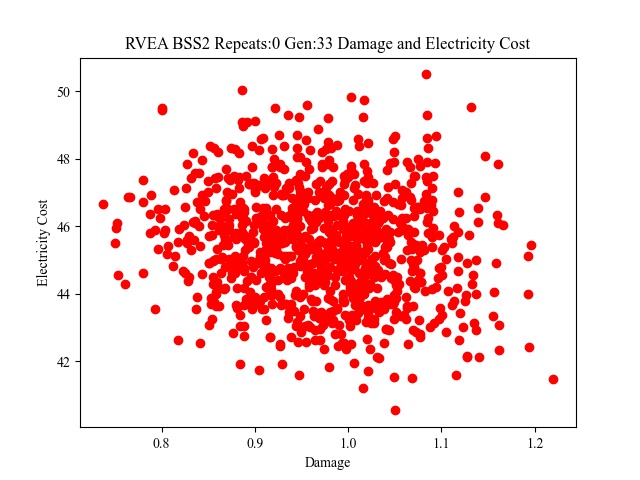 RVEA BSS2 Repeats:0 Gen:33 Damage and Electricity Cost
50
48
46
44
42
Electricity Cost
0.8 0.9 1.0 1.1 1.2
Damage